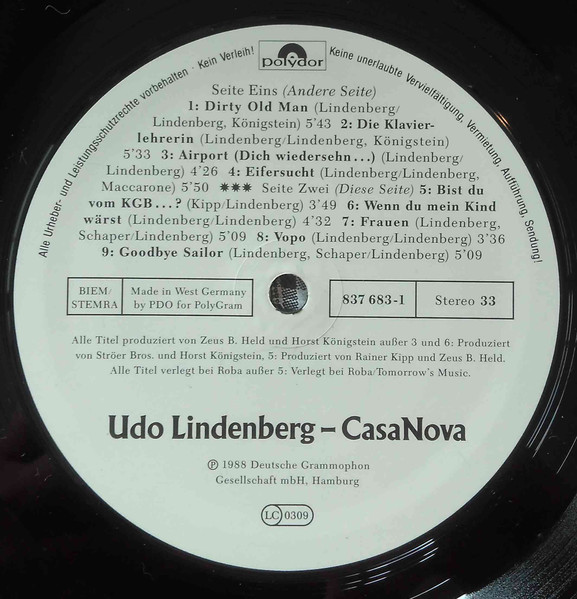 Alle Urheber- und Leistungsschutzrechte vorbehalten · Kein Verleih! Keine unerlaubte Vervielfältigung, Vermietung, Aufführung, Sendung!
polydor
Seite Eins (Andere Seite)
1: Dirty Old Man (Lindenberg/
Lindenberg, Königstein) 5'43 2: Die Klavier-
lehrerin (Lindenberg/Lindenberg, Königstein)
5'33 3: Airport (Dich wiedersehn...) (Lindenberg/
Lindenberg) 4'26 4: Eifersucht (Lindenberg/Lindenberg,
Maccarone) 5'50 ✷✷✷ Seite Zwei (Diese Seite) 5: Bist du
vom KGB...? (Kipp/Lindenberg) 3'49 6: Wenn du mein Kind
wärst (Lindenberg/Lindenberg) 4'32 7: Frauen (Lindenberg,
Schaper/Lindenberg) 5'09 8: Vopo (Lindenberg/Lindenberg) 3'36
9: Goodbye Sailor (Lindenberg, Schaper/Lindenberg) 5'09
BIEM/
STEMRA
Made in West Germany
by PDO for PolyGram
837 683-1
Stereo 33
Alle Titel produziert von Zeus B. Held und Horst Königstein außer 3 und 6: Produziert
von Ströer Bros. und Horst Königstein, 5: Produziert von Rainer Kipp und Zeus B. Held.
Alle Titel verlegt bei Roba außer 5: Verlegt bei Roba/Tomorrow's Music.
Udo Lindenberg – CasaNova
℗ 1988 Deutsche Grammophon
Gesellschaft mbH, Hamburg
LC 0309